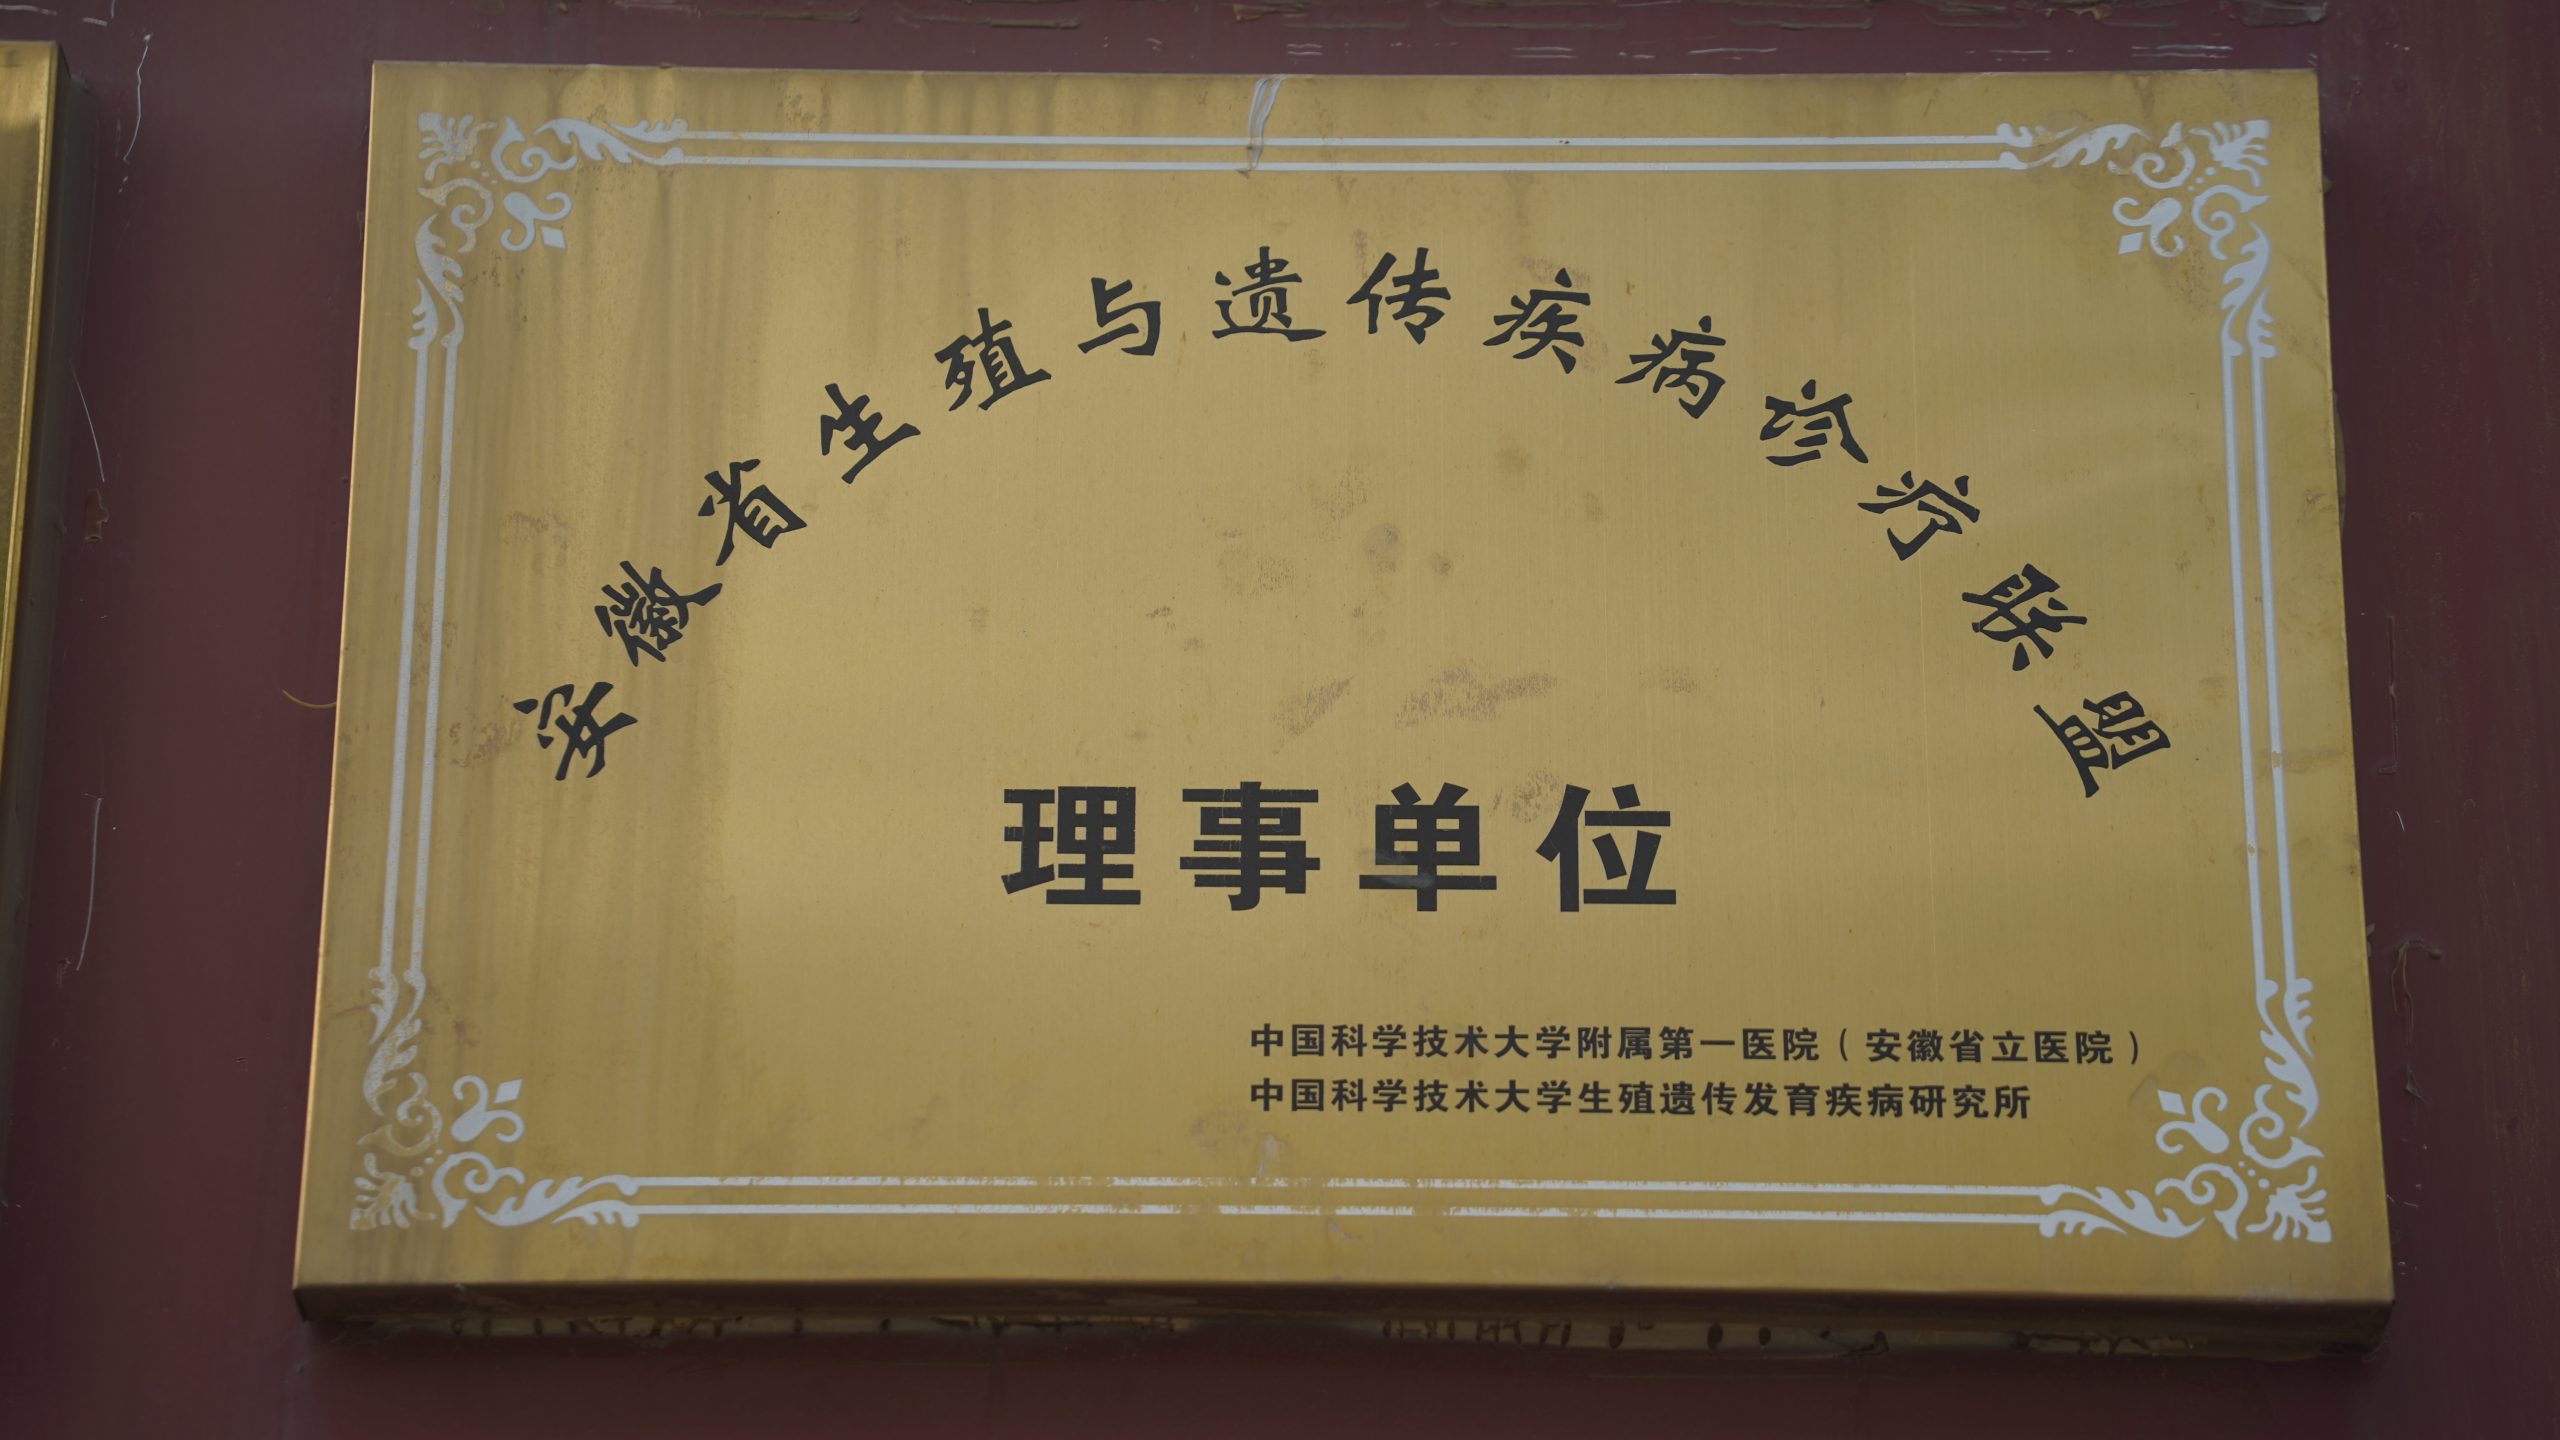 安徽省生殖与遗传疾病诊疗联盟
理事单位
中国科学技术大学附属第一医院（安徽省立医院）
中国科学技术大学生殖遗传发育疾病研究所